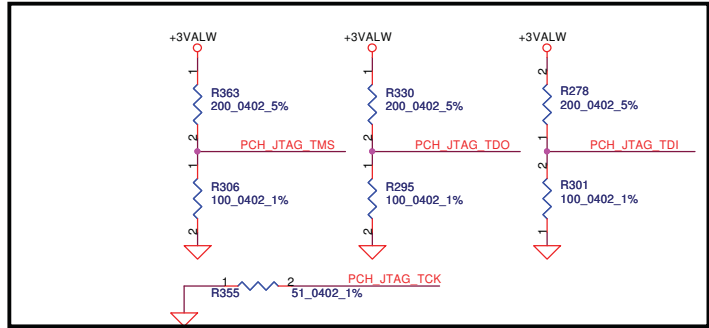 +3VALW +3VALW +3VALW
1 1 2
R363 R330 R278
200_0402_5% 200_0402_5% 200_0402_5%
2 2 1
PCH_JTAG_TMS PCH_JTAG_TDO PCH_JTAG_TDI
1 1 2
R306 R295 R301
100_0402_1% 100_0402_1% 100_0402_1%
2 2 1
1 2 PCH_JTAG_TCK
R355 51_0402_1%